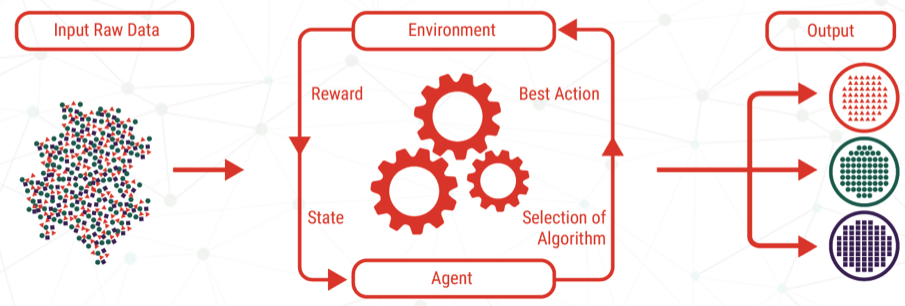 Input Raw Data
Environment
Output
Reward
Best Action
State
Selection of
Algorithm
Agent